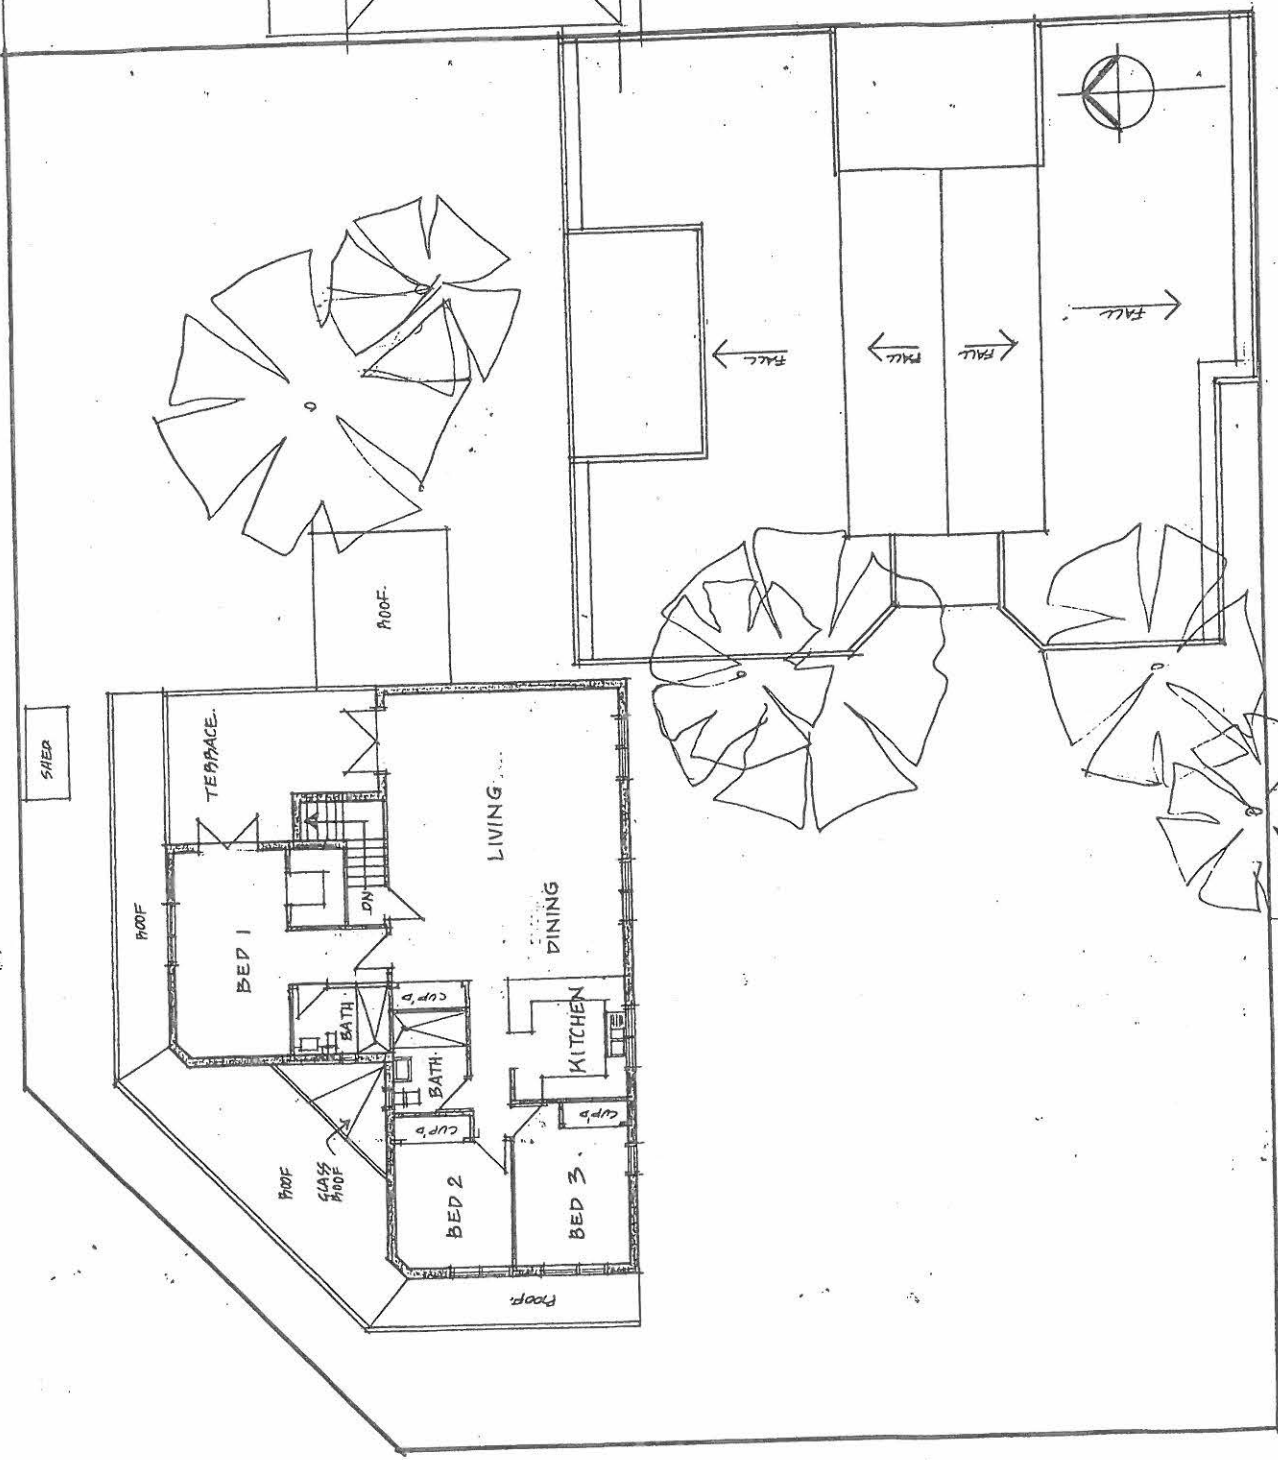 FALL
FALL
FALL
FALL
ROOF.
SHED
TERRACE.
LIVING
DINING
DN
ROOF
BED 1
CUP'D
BATH.
KITCHEN
BATH.
CUP'D
CUP'D
ROOF
GLASS
ROOF
BED 2
BED 3.
ROOF.